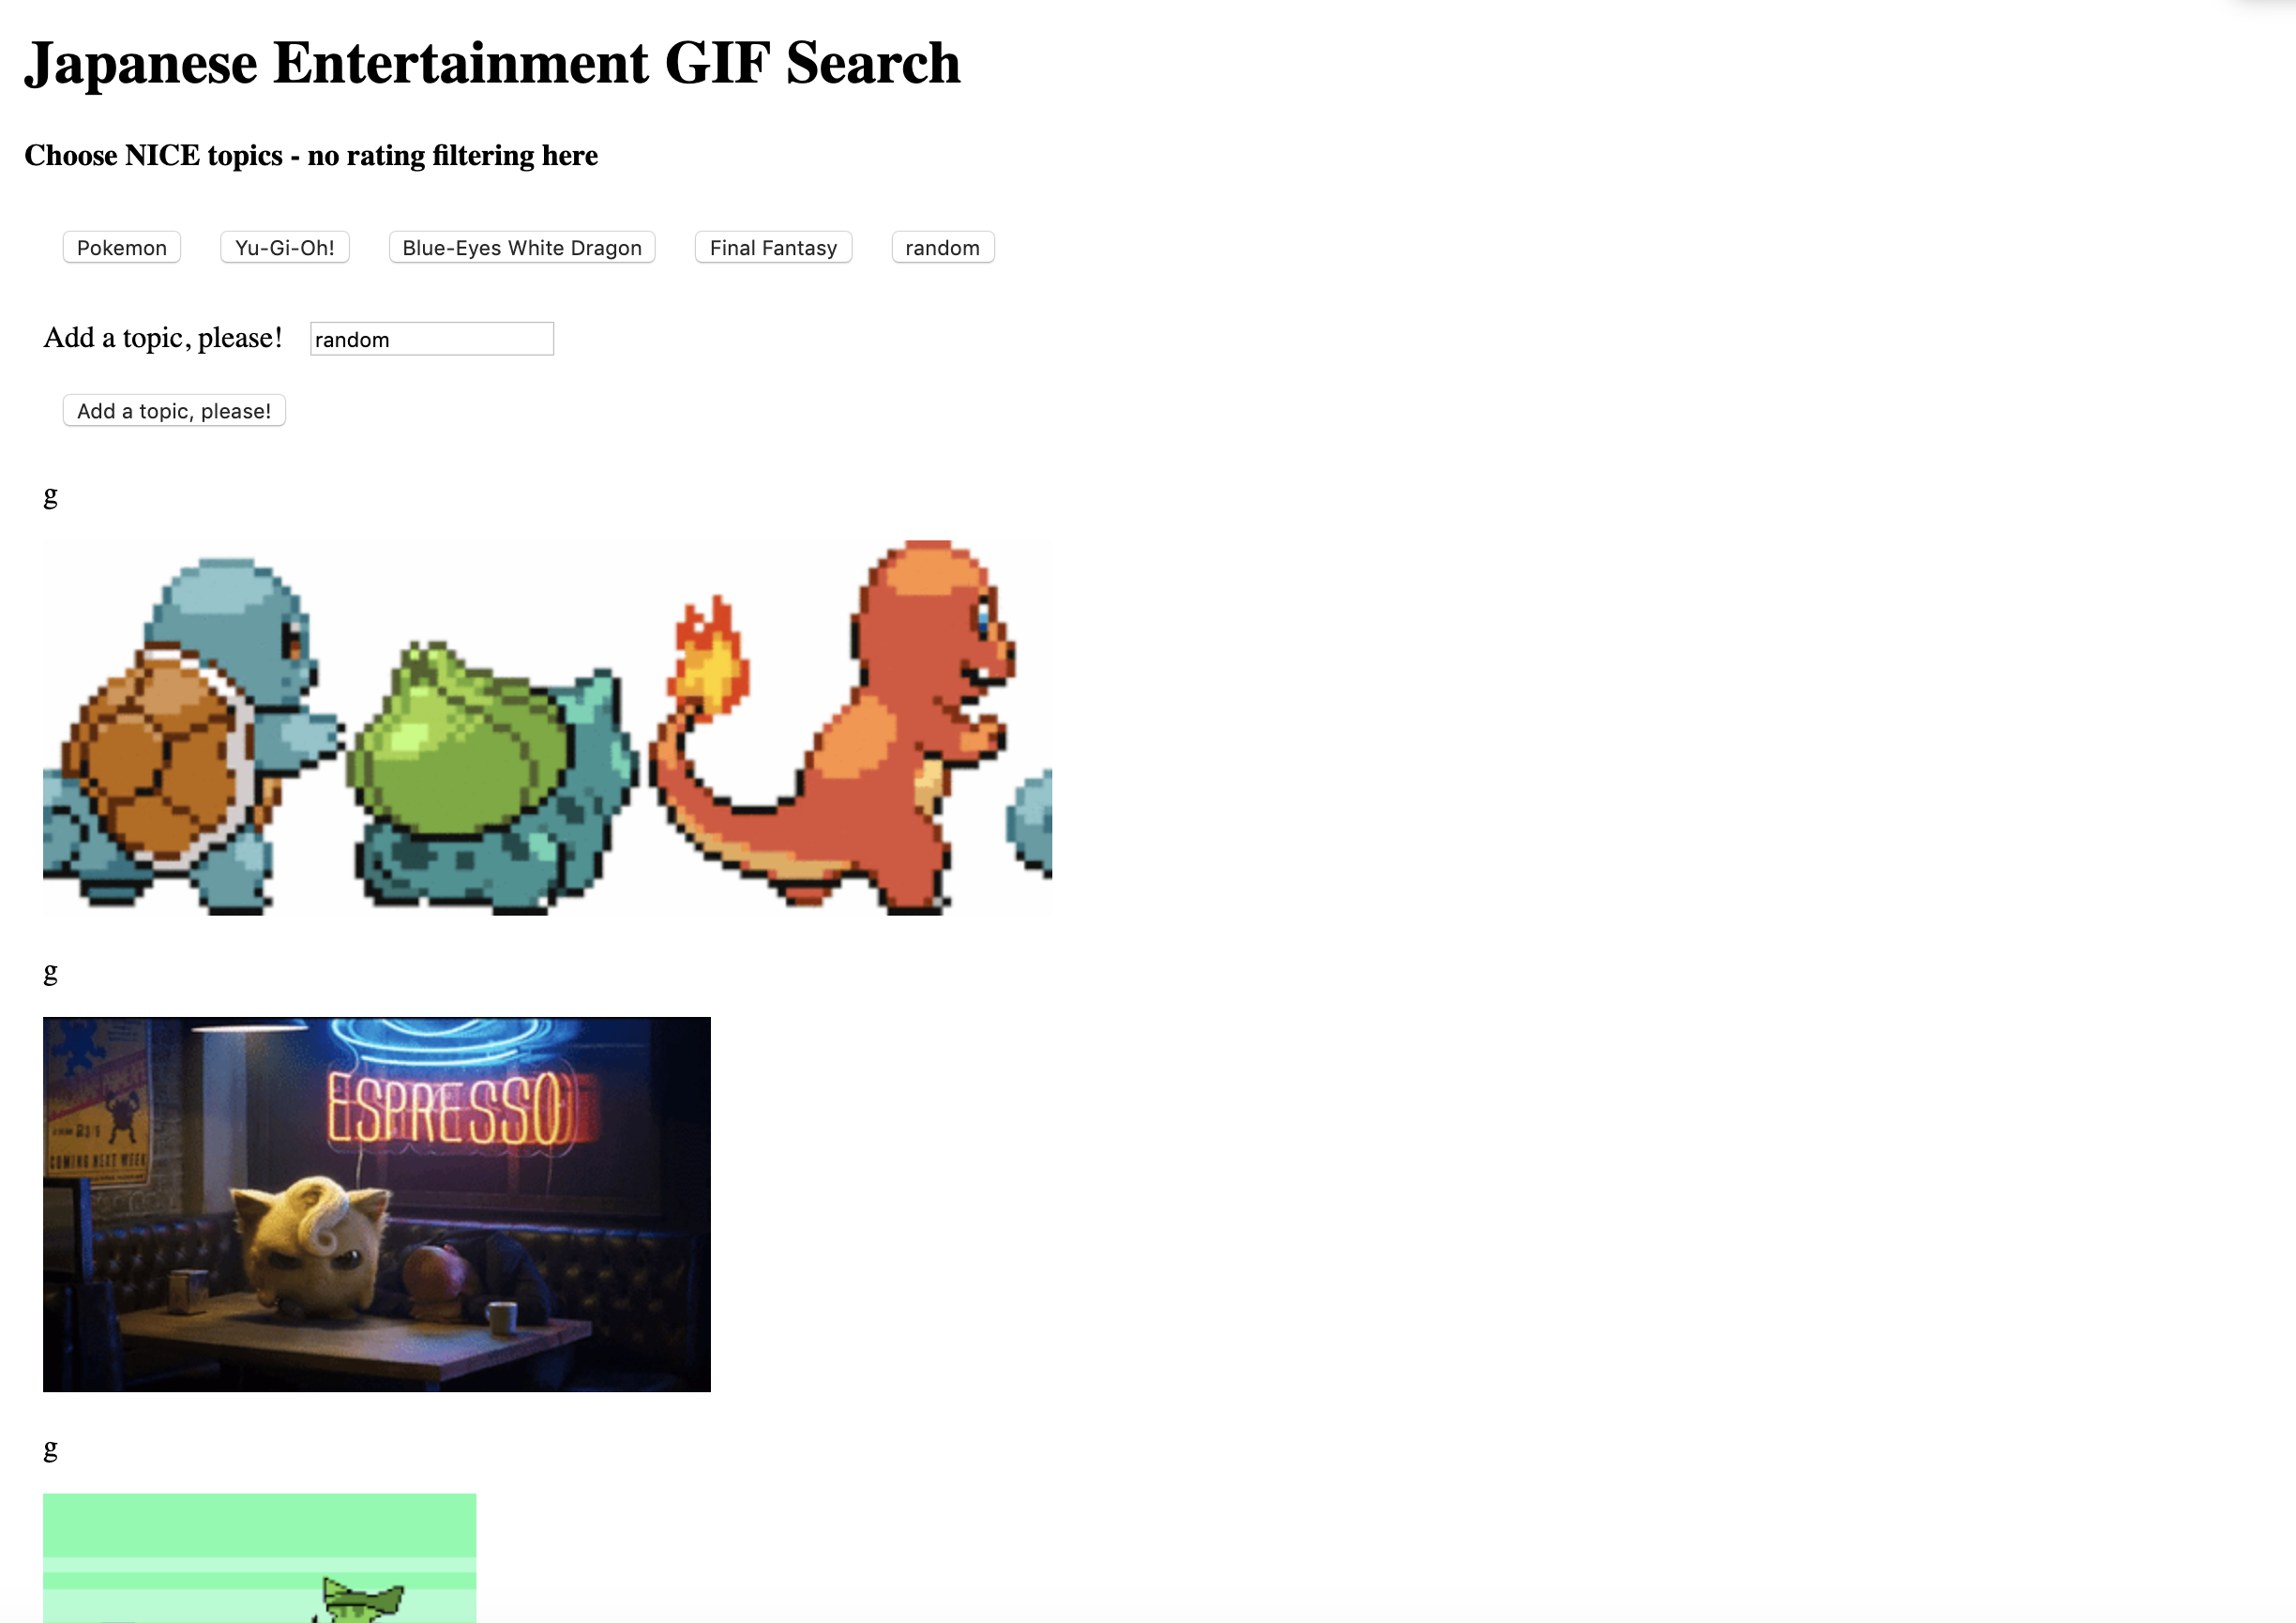 Japanese Entertainment GIF Search
Choose NICE topics - no rating filtering here
Pokemon Yu-Gi-Oh! Blue-Eyes White Dragon Final Fantasy random
Add a topic, please! random
Add a topic, please!
g
g
ESPRESSO
COMING NEXT WEEK
g